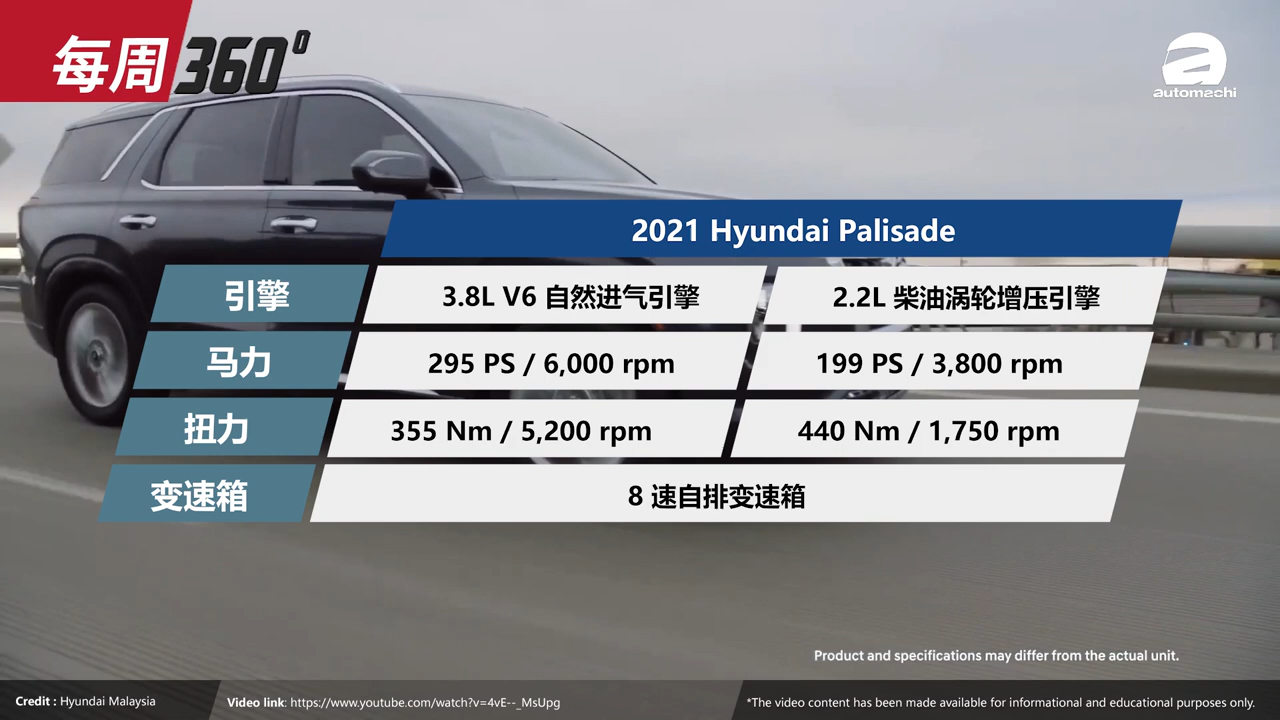 每周360°
automachi
2021 Hyundai Palisade
引擎 3.8L V6 自然进气引擎 2.2L 柴油涡轮增压引擎
马力 295 PS / 6,000 rpm 199 PS / 3,800 rpm
扭力 355 Nm / 5,200 rpm 440 Nm / 1,750 rpm
变速箱 8 速自排变速箱
Product and specifications may differ from the actual unit.
Credit : Hyundai Malaysia Video link: https://www.youtube.com/watch?v=4vE--_MsUpg *The video content has been made available for informational and educational purposes only.